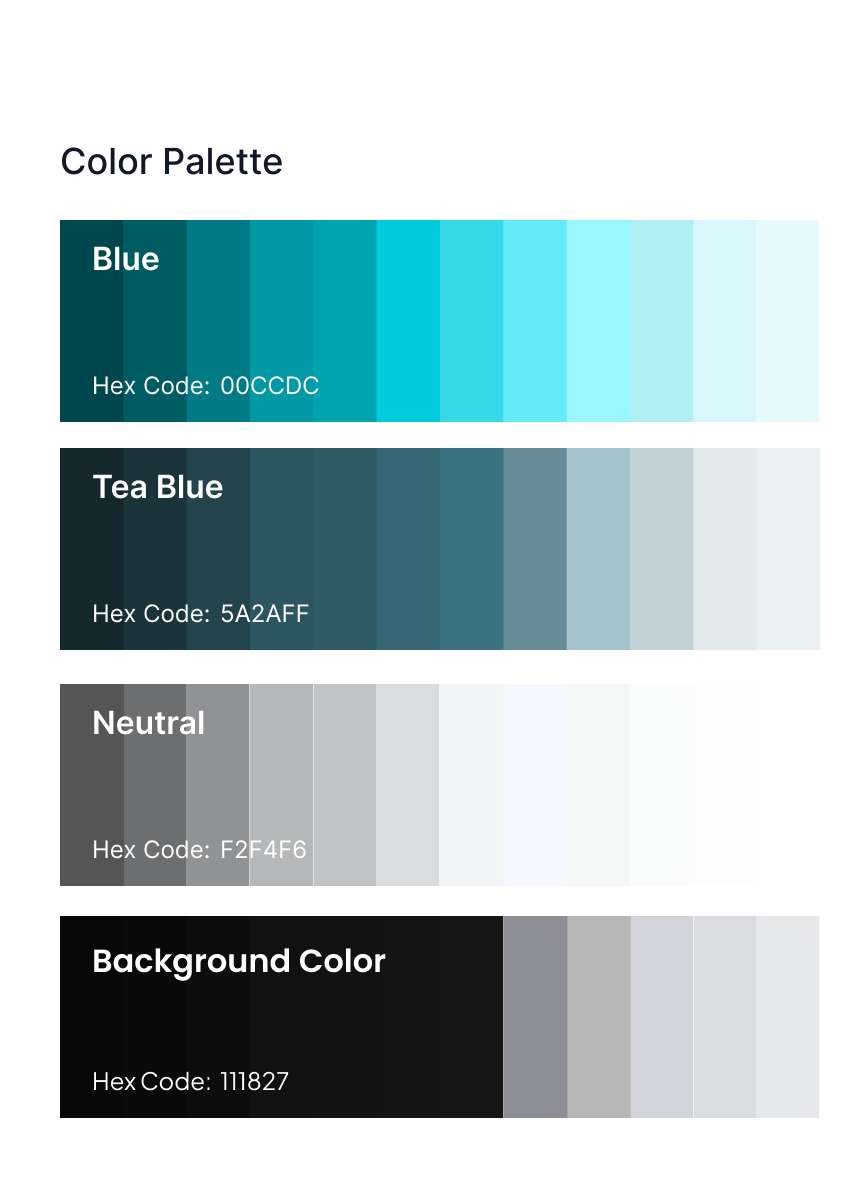 Color Palette
Blue
Hex Code: 00CCDC
Tea Blue
Hex Code: 5A2AFF
Neutral
Hex Code: F2F4F6
Background Color
Hex Code: 111827